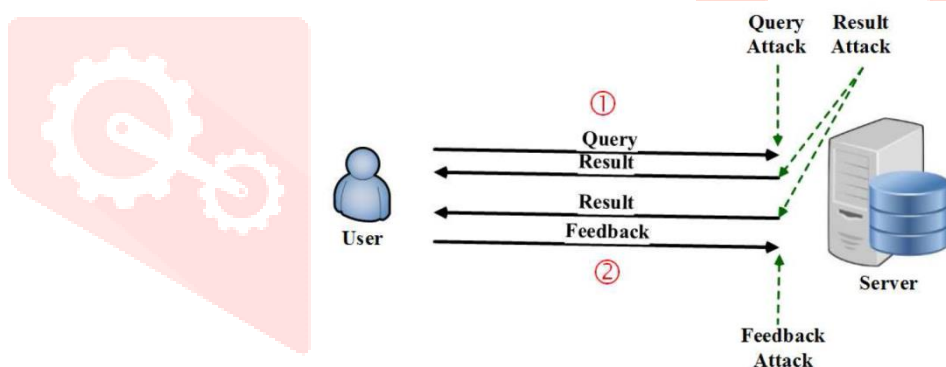 Query
Attack
Result
Attack
①
Query
Result
Result
Feedback
②
User
Server
Feedback
Attack